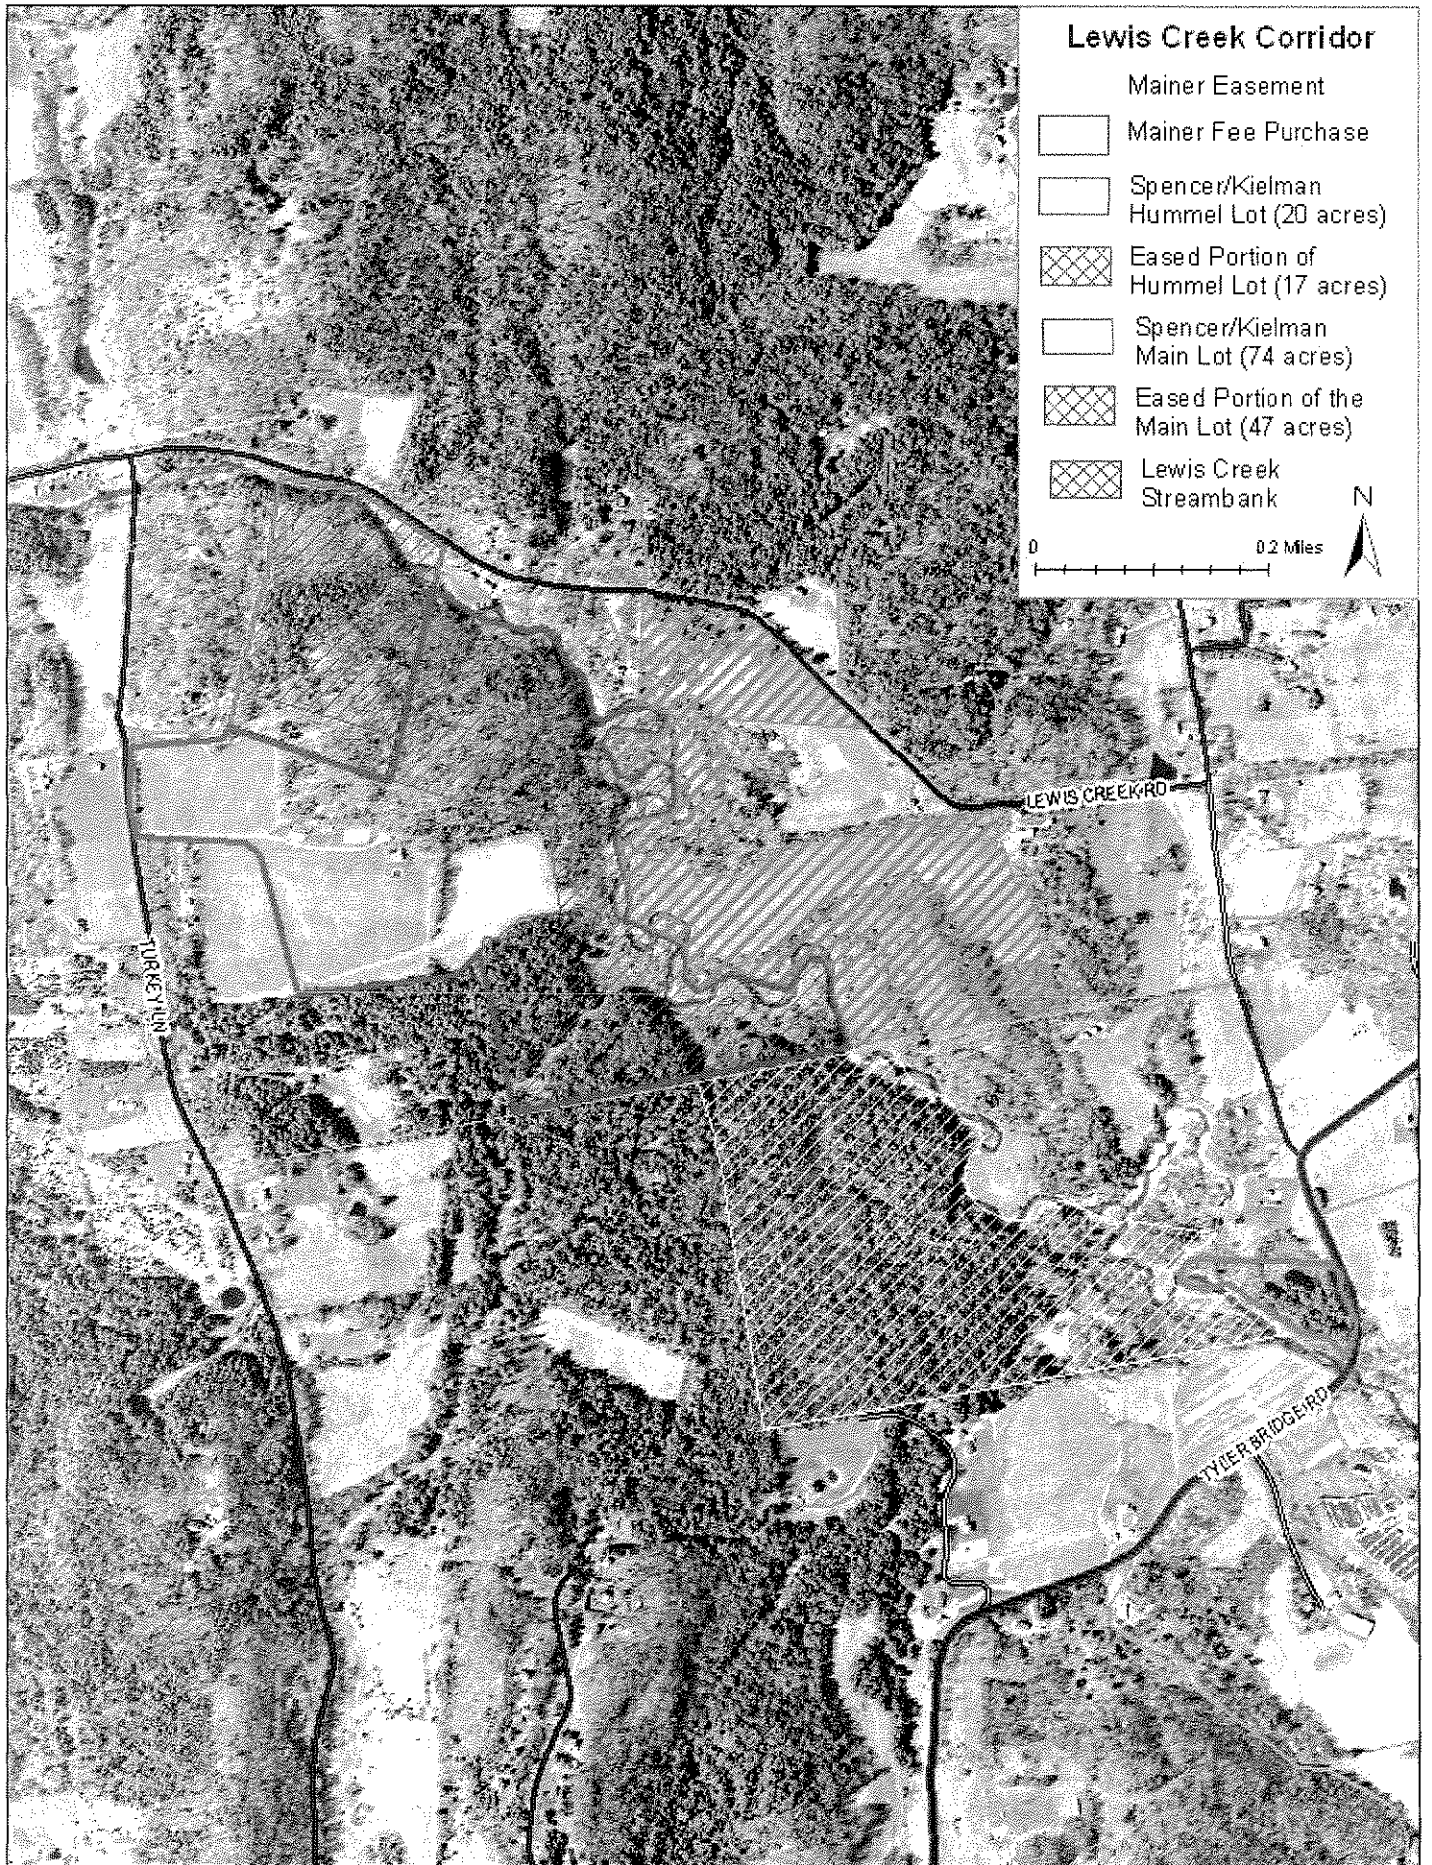 Lewis Creek Corridor
Mainer Easement
Mainer Fee Purchase
Spencer/Kielman
Hummel Lot (20 acres)
Eased Portion of
Hummel Lot (17 acres)
Spencer/Kielman
Main Lot (74 acres)
Eased Portion of the
Main Lot (47 acres)
Lewis Creek
Streambank
N
0 0.2 Miles
LEWIS CREEK RD
TURKEY LN
TYLER BRIDGE RD